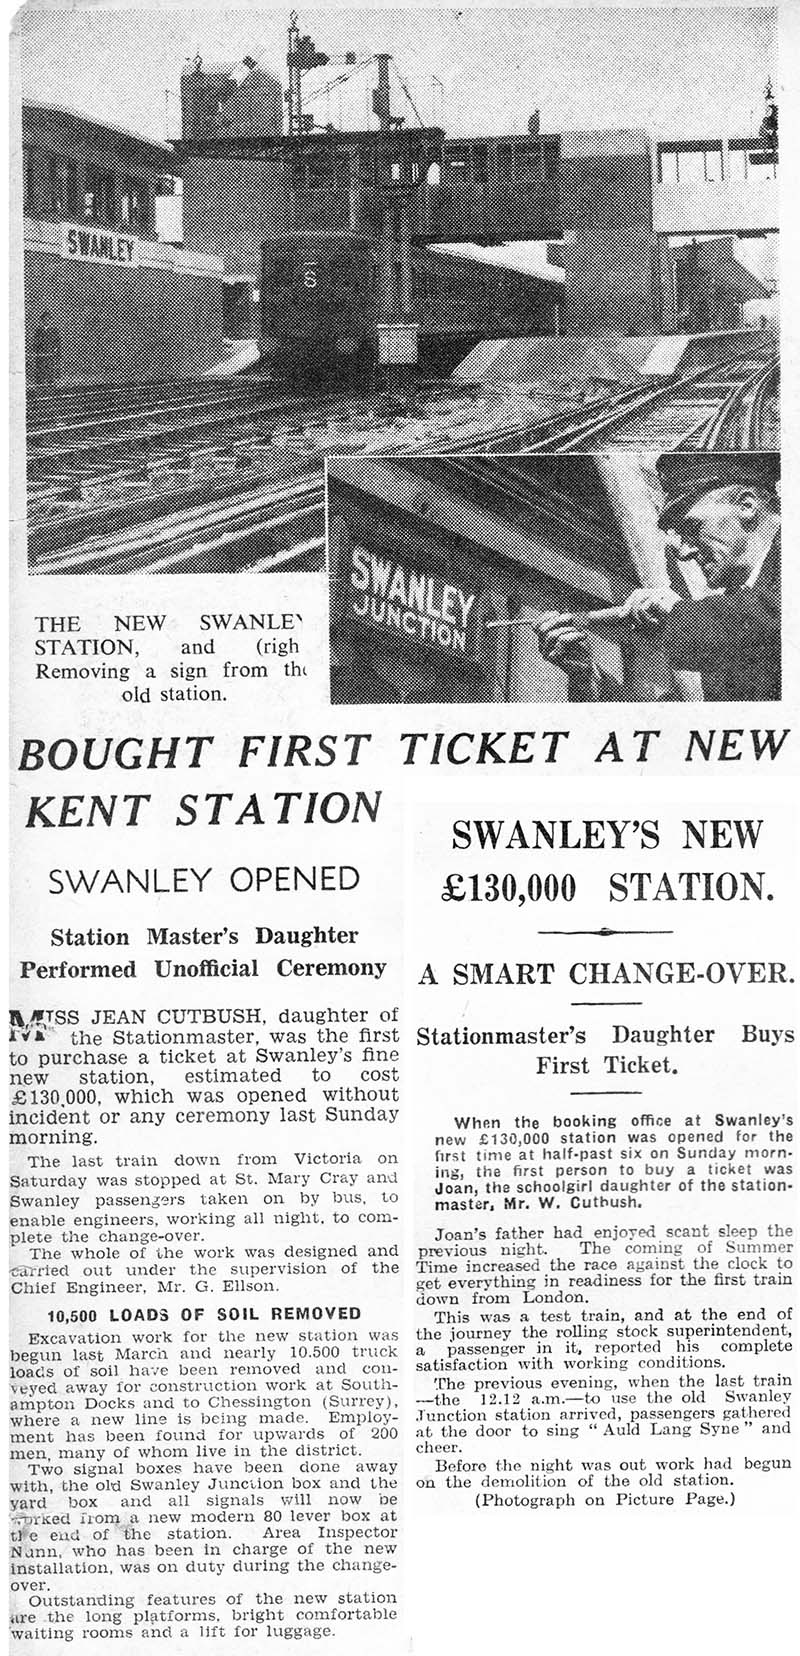 SWANLEY
SWANLEY
JUNCTION
THE NEW SWANLEY
STATION, and (righ
Removing a sign from the
old station.
BOUGHT FIRST TICKET AT NEW
KENT STATION
SWANLEY OPENED
Station Master's Daughter
Performed Unofficial Ceremony
MISS JEAN CUTBUSH, daughter of
the Stationmaster, was the first
to purchase a ticket at Swanley's fine
new station, estimated to cost
£130,000, which was opened without
incident or any ceremony last Sunday
morning.
The last train down from Victoria on
Saturday was stopped at St. Mary Cray and
Swanley passengers taken on by bus, to
enable engineers, working all night, to com-
plete the change-over.
The whole of the work was designed and
carried out under the supervision of the
Chief Engineer, Mr. G. Ellson.
10,500 LOADS OF SOIL REMOVED
Excavation work for the new station was
begun last March and nearly 10,500 truck
loads of soil have been removed and con-
veyed away for construction work at South-
ampton Docks and to Chessington (Surrey),
where a new line is being made. Employ-
ment has been found for upwards of 200
men, many of whom live in the district.
Two signal boxes have been done away
with, the old Swanley Junction box and the
yard box and all signals will now be
worked from a new modern 80 lever box at
the end of the station. Area Inspector
Nunn, who has been in charge of the new
installation, was on duty during the change-
over.
Outstanding features of the new station
are the long platforms, bright comfortable
waiting rooms and a lift for luggage.
SWANLEY'S NEW
£130,000 STATION.
A SMART CHANGE-OVER.
Stationmaster's Daughter Buys
First Ticket.
When the booking office at Swanley's
new £130,000 station was opened for the
first time at half-past six on Sunday morn-
ing, the first person to buy a ticket was
Joan, the schoolgirl daughter of the station-
master, Mr. W. Cutbush.
Joan's father had enjoyed scant sleep the
previous night. The coming of Summer
Time increased the race against the clock to
get everything in readiness for the first train
down from London.
This was a test train, and at the end of
the journey the rolling stock superintendent,
a passenger in it, reported his complete
satisfaction with working conditions.
The previous evening, when the last train
—the 12.12 a.m.—to use the old Swanley
Junction station arrived, passengers gathered
at the door to sing "Auld Lang Syne" and
cheer.
Before the night was out work had begun
on the demolition of the old station.
(Photograph on Picture Page.)